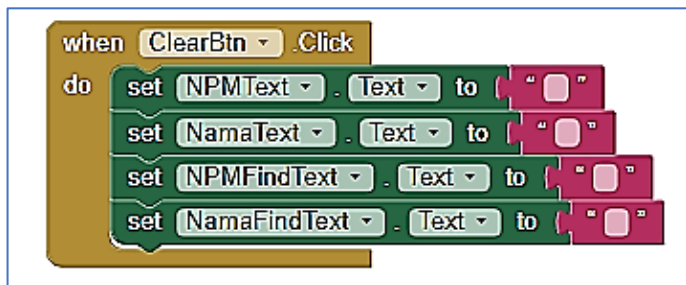 when ClearBtn .Click
do set NPMText . Text to " "
set NamaText . Text to " "
set NPMFindText . Text to " "
set NamaFindText . Text to " "